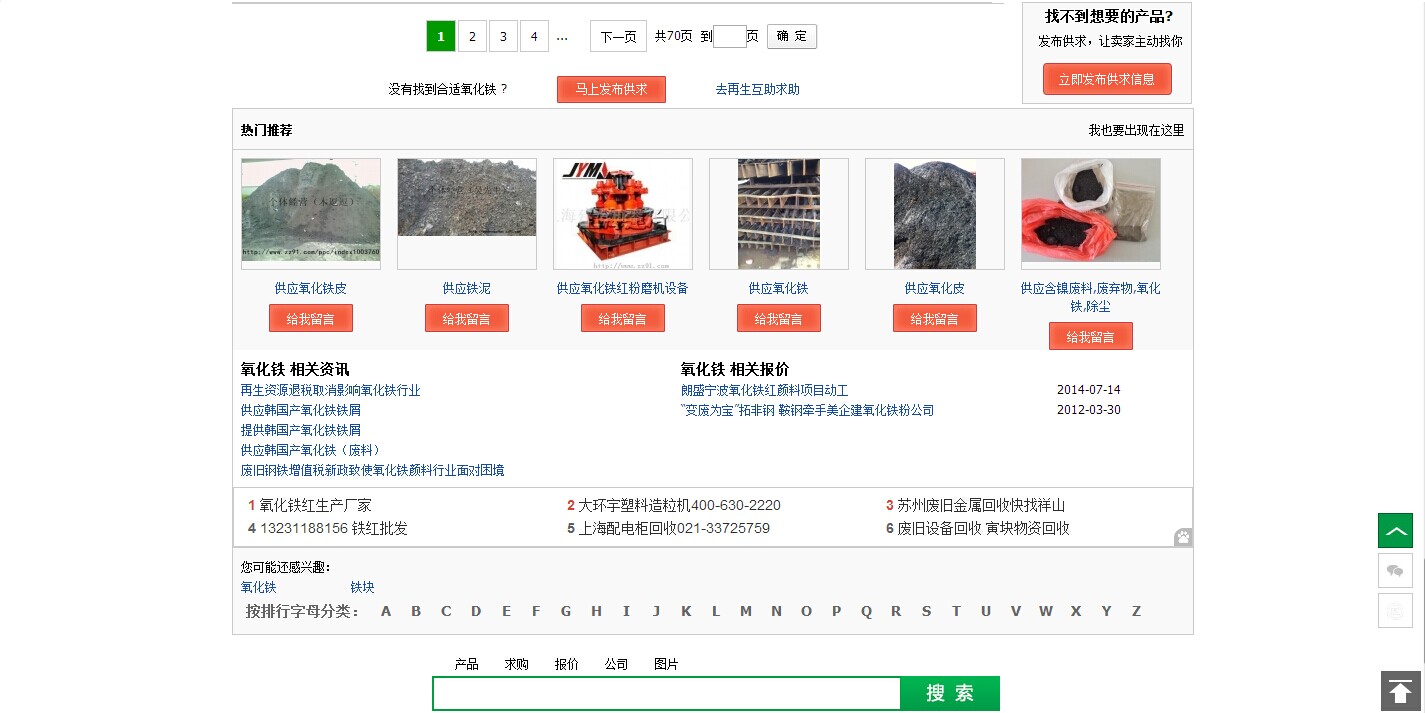 找不到想要的产品?
发布供求，让卖家主动找你
立即发布供求信息
1 2 3 4 ... 下一页 共70页 到 页 确 定
没有找到合适氧化铁？ 马上发布供求 去再生互助求助
热门推荐 我也要出现在这里
JYM
http://www.zz91.com
供应氧化铁皮 供应铁泥 供应氧化铁红粉磨机设备 供应氧化铁 供应氧化皮 供应含镍废料,废弃物,氧化
铁,除尘
给我留言 给我留言 给我留言 给我留言 给我留言 给我留言
氧化铁 相关资讯
再生资源退税取消影响氧化铁行业
供应韩国产氧化铁铁屑
提供韩国产氧化铁铁屑
供应韩国产氧化铁（废料）
废旧钢铁增值税新政致使氧化铁颜料行业面对困境
氧化铁 相关报价
朗盛宁波氧化铁红颜料项目动工 2014-07-14
“变废为宝”拓非钢 鞍钢牵手美企建氧化铁粉公司 2012-03-30
1 氧化铁红生产厂家 2 大环宇塑料造粒机400-630-2220 3 苏州废旧金属回收快找祥山
4 13231188156 铁红批发 5 上海配电柜回收021-33725759 6 废旧设备回收 寅块物资回收
您可能还感兴趣：
氧化铁 铁块
按排行字母分类： A B C D E F G H I J K L M N O P Q R S T U V W X Y Z
产品 求购 报价 公司 图片
搜 索